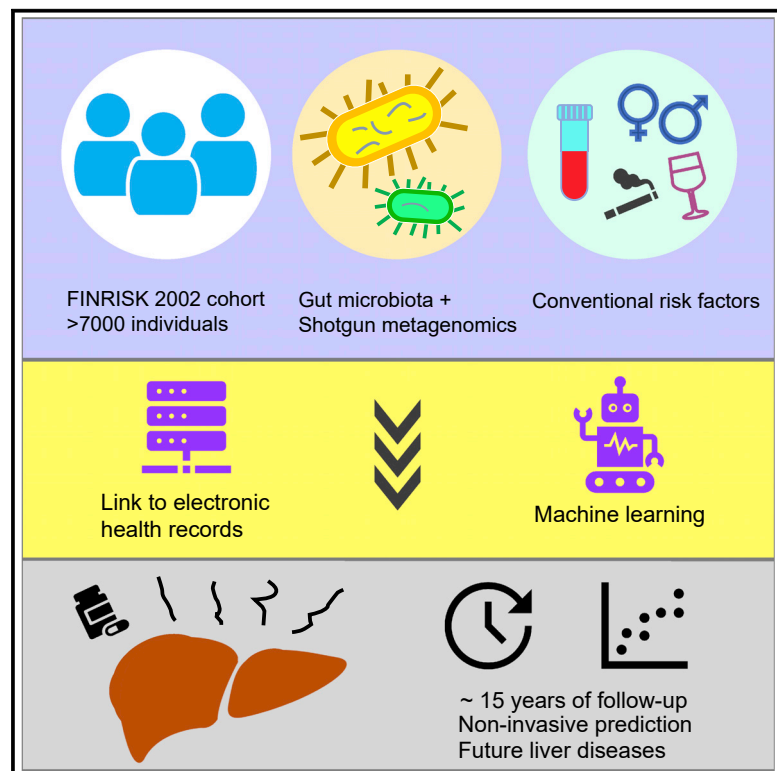 FINRISK 2002 cohort
>7000 individuals
Gut microbiota +
Shotgun metagenomics
Conventional risk factors
Link to electronic
health records
Machine learning
~ 15 years of follow-up
Non-invasive prediction
Future liver diseases